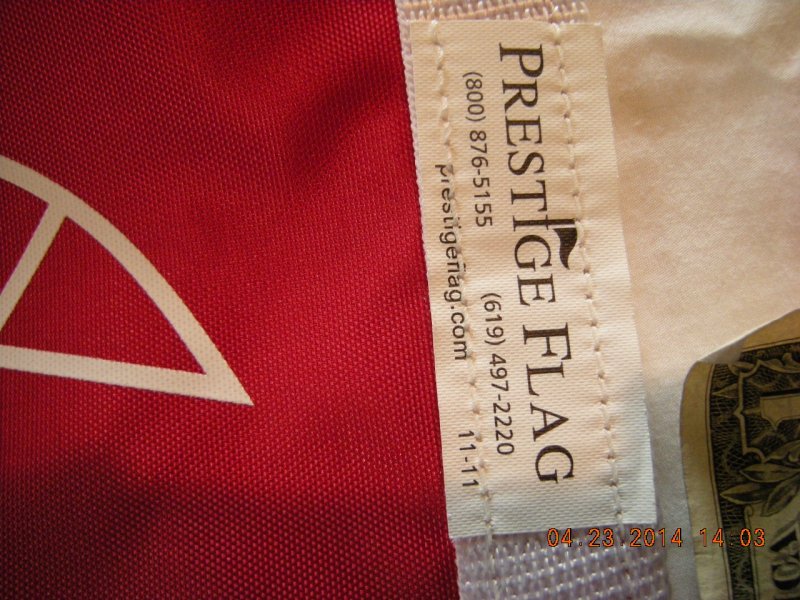 PRESTIGE FLAG
(800) 876-5155 (619) 497-2220
prestigeflag.com 11-11
04.23.2014 14:03